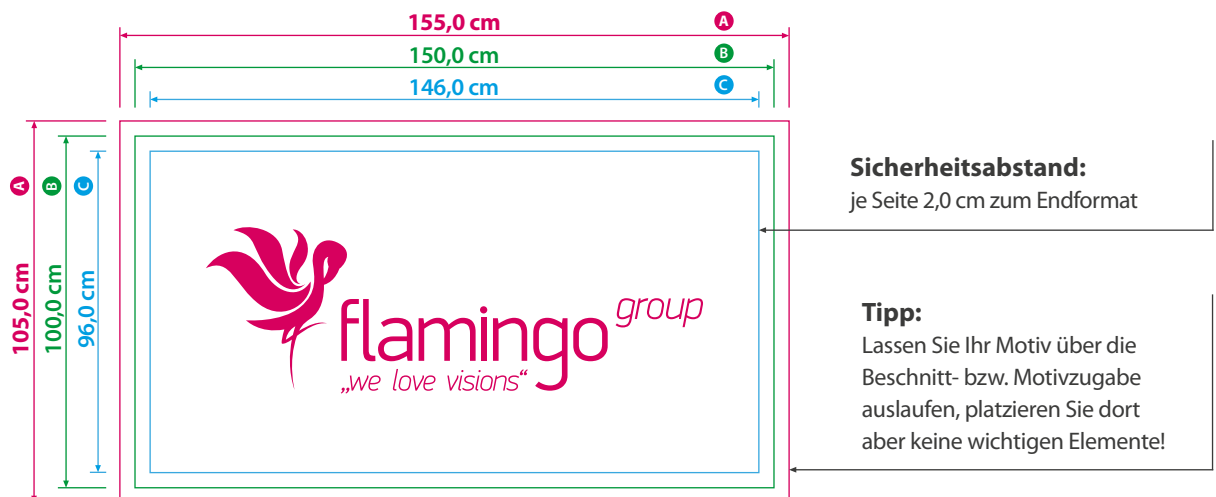 155,0 cm A
150,0 cm B
146,0 cm C
A
B
C
105,0 cm
100,0 cm
96,0 cm
flamingo group
„we love visions“
Sicherheitsabstand:
je Seite 2,0 cm zum Endformat
Tipp:
Lassen Sie Ihr Motiv über die
Beschnitt- bzw. Motivzugabe
auslaufen, platzieren Sie dort
aber keine wichtigen Elemente!